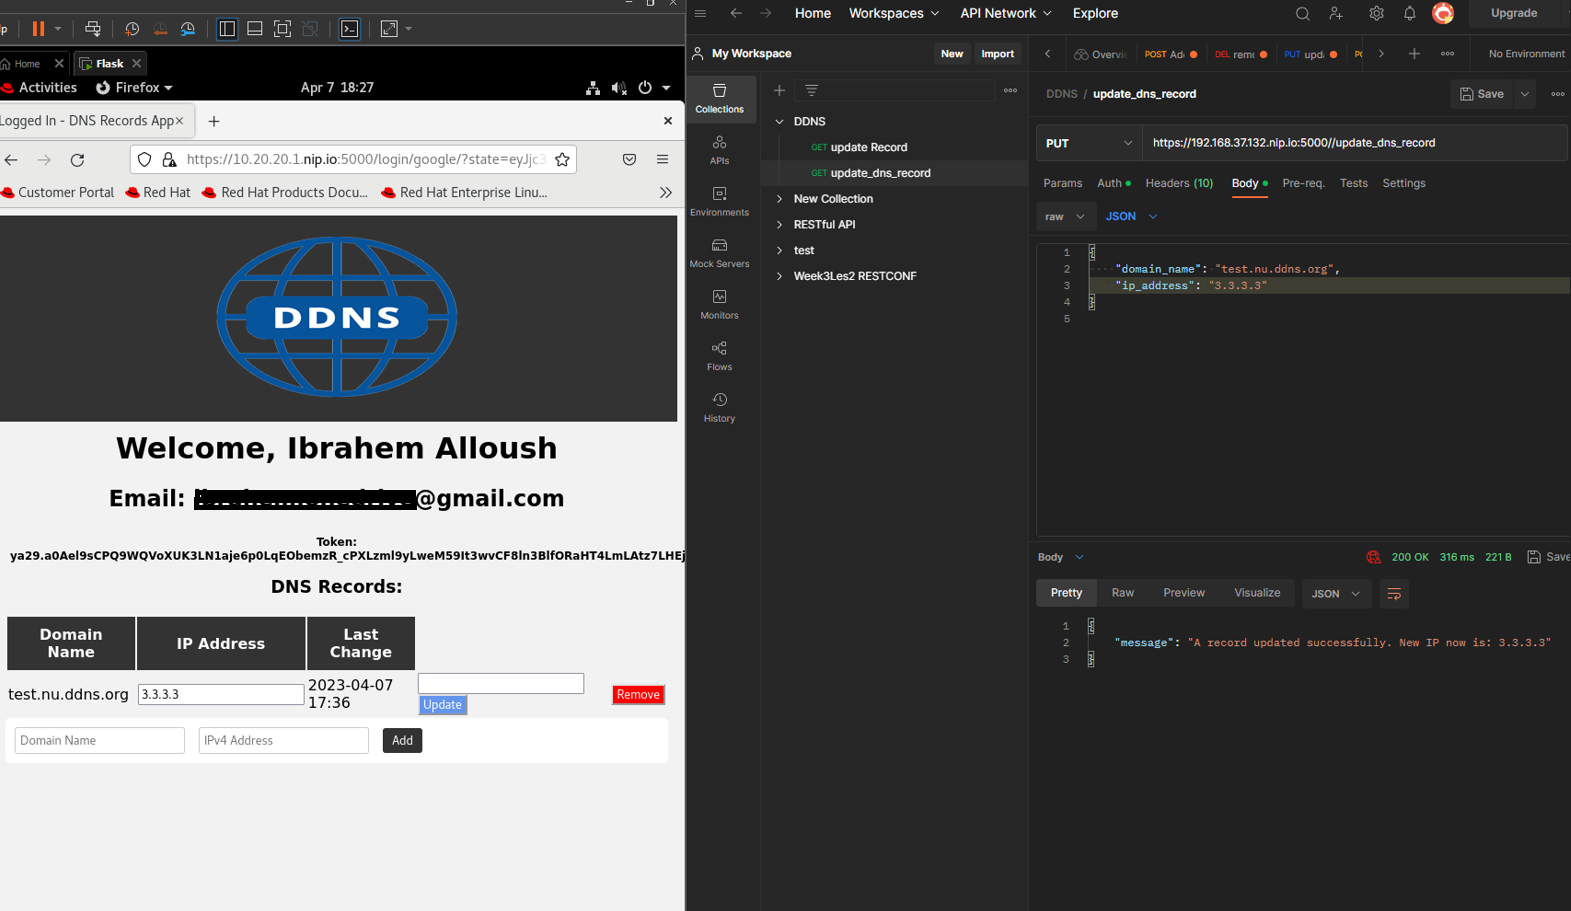 lp
Home
Flask
Activities
Firefox
Apr 7 18:27
Logged In - DNS Records App
https://10.20.20.1.nip.io:5000/login/google/?state=eyJjc3
Customer Portal
Red Hat
Red Hat Products Docu...
Red Hat Enterprise Linu...
DDNS
Welcome, Ibrahem Alloush
Email: @gmail.com
Token:
ya29.a0Ael9sCPQ9WQVoXUK3LN1aje6p0LqEObemzR_cPXLzml9yLweM59It3wvCF8ln3BlfORaHT4LmLAtz7LHEj
DNS Records:
Domain Name
IP Address
Last Change
test.nu.ddns.org
3.3.3.3
2023-04-07 17:36
Update
Remove
Domain Name
IPv4 Address
Add
Home
Workspaces
API Network
Explore
Upgrade
My Workspace
New
Import
Overvi
POST Ad
DEL rem
PUT upd
PO
No Environment
Collections
APIs
Environments
Mock Servers
Monitors
Flows
History
DDNS
GET update Record
GET update_dns_record
New Collection
RESTful API
test
Week3Les2 RESTCONF
DDNS / update_dns_record
Save
PUT
https://192.168.37.132.nip.io:5000//update_dns_record
Params
Auth
Headers (10)
Body
Pre-req.
Tests
Settings
raw
JSON
1 {
2 "domain_name": "test.nu.ddns.org",
3 "ip_address": "3.3.3.3"
4 }
5
Body
200 OK
316 ms
221 B
Save
Pretty
Raw
Preview
Visualize
JSON
1 {
2 "message": "A record updated successfully. New IP now is: 3.3.3.3"
3 }